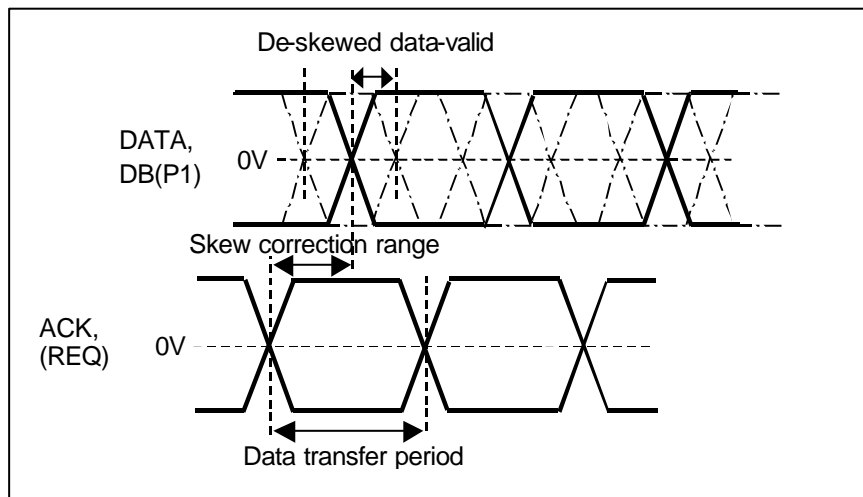 De-skewed data-valid
DATA,
DB(P1)
0V
Skew correction range
ACK,
(REQ)
0V
Data transfer period